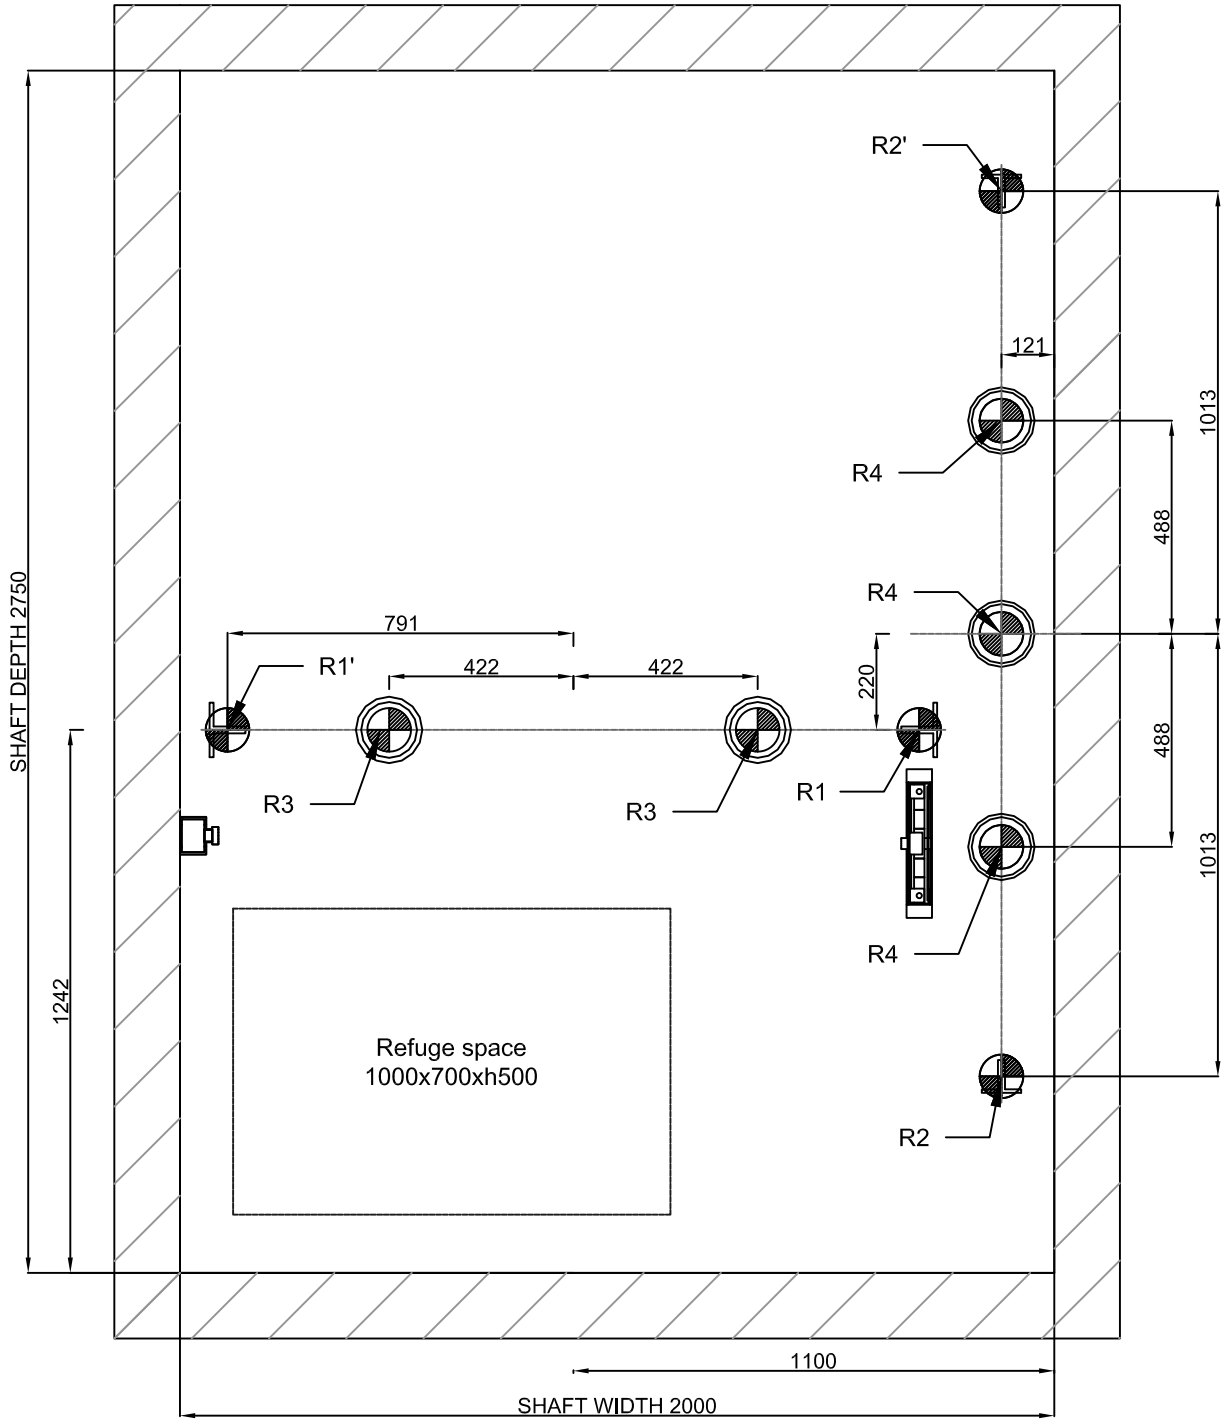 R2'
121
1013
R4
488
R4
SHAFT DEPTH 2750
791
R1'
422
422
220
R3
R3
R1
488
1013
R4
1242
Refuge space
1000x700xh500
R2
1100
SHAFT WIDTH 2000